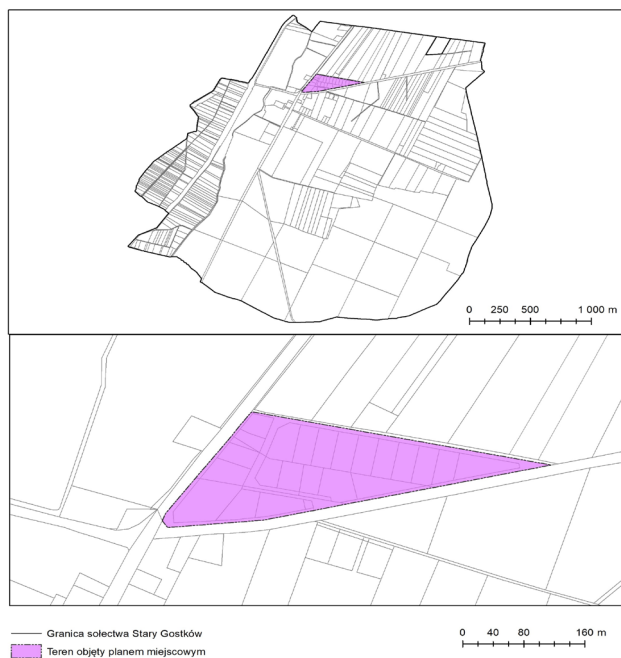 0 250 500 1 000 m
Granica sołectwa Stary Gostków
Teren objęty planem miejscowym
0 40 80 160 m